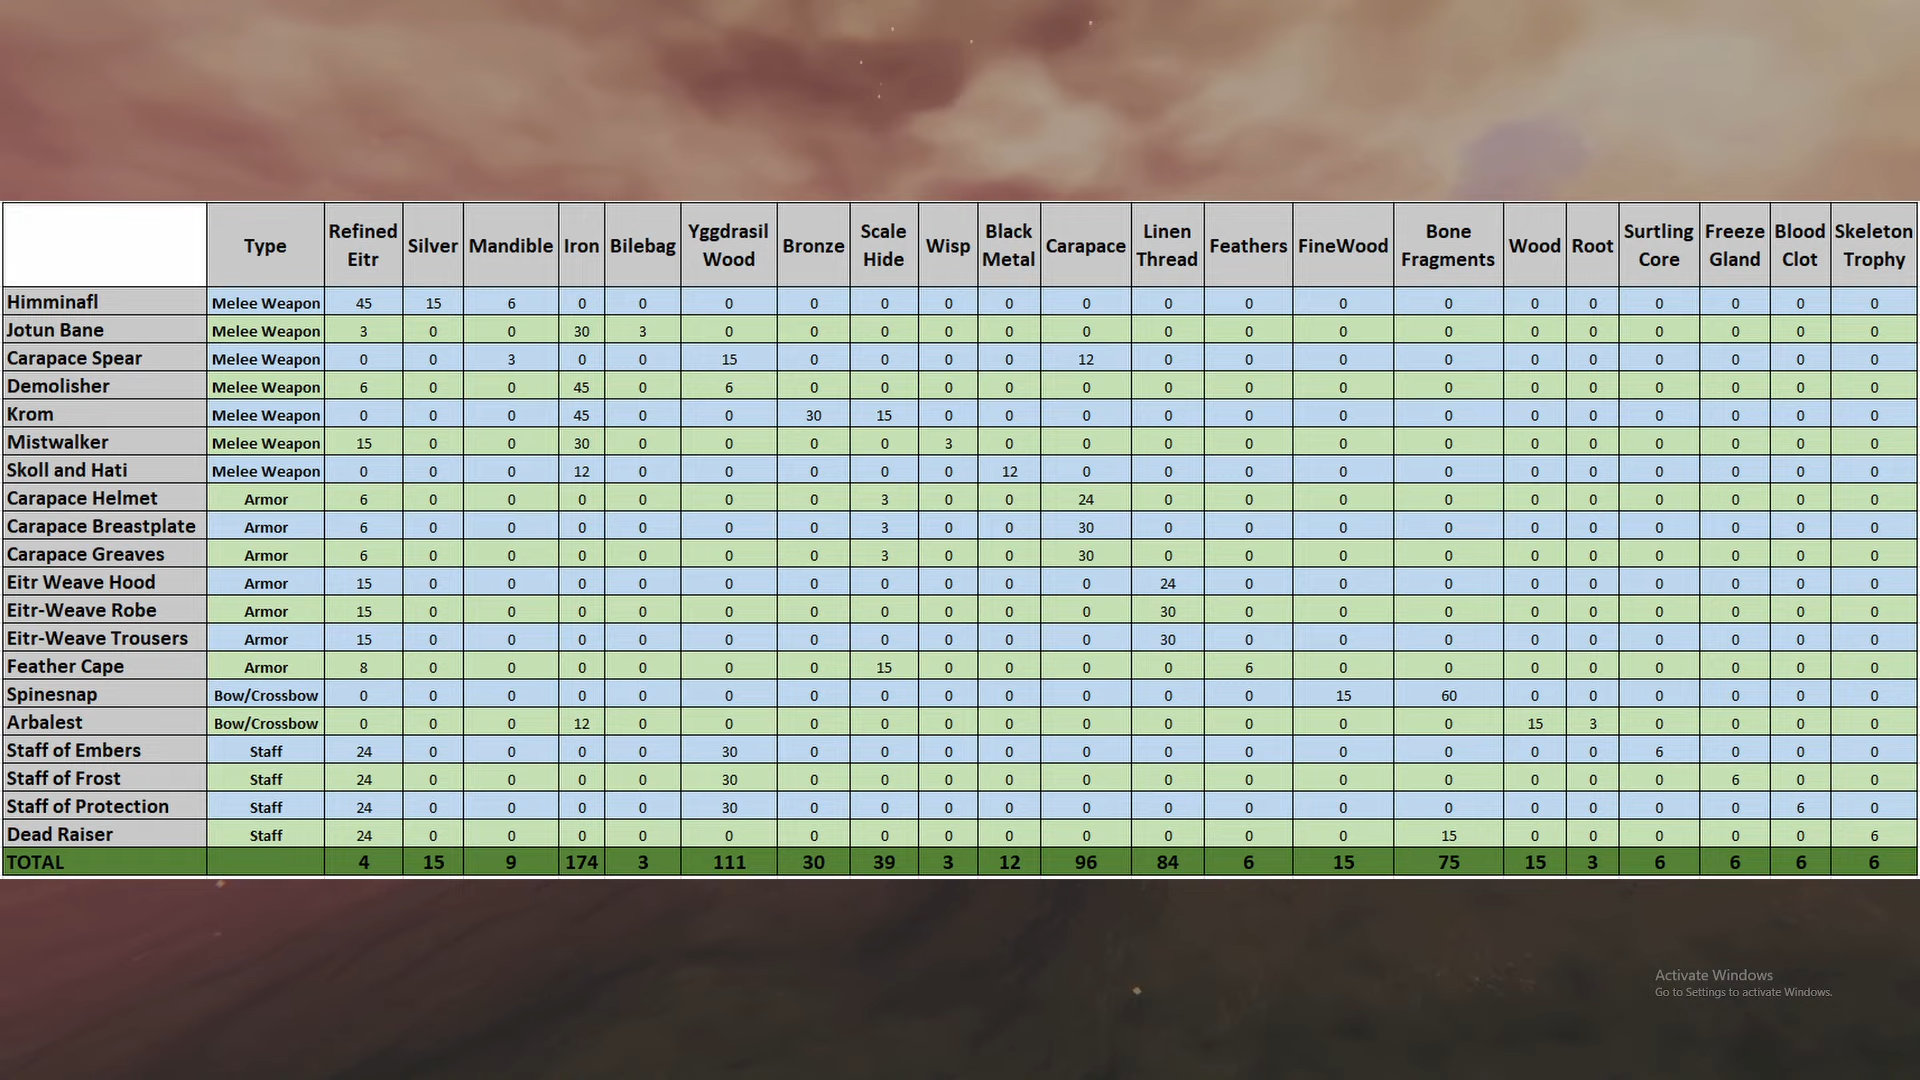 Type Refined Eitr Silver Mandible Iron Bilebag Yggdrasil Wood Bronze Scale Hide Wisp Black Metal Carapace Linen Thread Feathers FineWood Bone Fragments Wood Root Surtling Core Freeze Gland Blood Clot Skeleton Trophy
Himminafl Melee Weapon 45 15 6 0 0 0 0 0 0 0 0 0 0 0 0 0 0 0 0 0 0
Jotun Bane Melee Weapon 3 0 0 30 3 0 0 0 0 0 0 0 0 0 0 0 0 0 0 0 0
Carapace Spear Melee Weapon 0 0 3 0 0 15 0 0 0 0 12 0 0 0 0 0 0 0 0 0 0
Demolisher Melee Weapon 6 0 0 45 0 6 0 0 0 0 0 0 0 0 0 0 0 0 0 0 0
Krom Melee Weapon 0 0 0 45 0 0 30 15 0 0 0 0 0 0 0 0 0 0 0 0 0
Mistwalker Melee Weapon 15 0 0 30 0 0 0 0 3 0 0 0 0 0 0 0 0 0 0 0 0
Skoll and Hati Melee Weapon 0 0 0 12 0 0 0 0 0 12 0 0 0 0 0 0 0 0 0 0 0
Carapace Helmet Armor 6 0 0 0 0 0 0 3 0 0 24 0 0 0 0 0 0 0 0 0 0
Carapace Breastplate Armor 6 0 0 0 0 0 0 3 0 0 30 0 0 0 0 0 0 0 0 0 0
Carapace Greaves Armor 6 0 0 0 0 0 0 3 0 0 30 0 0 0 0 0 0 0 0 0 0
Eitr Weave Hood Armor 15 0 0 0 0 0 0 0 0 0 0 24 0 0 0 0 0 0 0 0 0
Eitr-Weave Robe Armor 15 0 0 0 0 0 0 0 0 0 0 30 0 0 0 0 0 0 0 0 0
Eitr-Weave Trousers Armor 15 0 0 0 0 0 0 0 0 0 0 30 0 0 0 0 0 0 0 0 0
Feather Cape Armor 8 0 0 0 0 0 0 15 0 0 0 0 6 0 0 0 0 0 0 0 0
Spinesnap Bow/Crossbow 0 0 0 0 0 0 0 0 0 0 0 0 0 15 60 0 0 0 0 0 0
Arbalest Bow/Crossbow 0 0 0 12 0 0 0 0 0 0 0 0 0 0 0 15 3 0 0 0 0
Staff of Embers Staff 24 0 0 0 0 30 0 0 0 0 0 0 0 0 0 0 0 6 0 0 0
Staff of Frost Staff 24 0 0 0 0 30 0 0 0 0 0 0 0 0 0 0 0 0 6 0 0
Staff of Protection Staff 24 0 0 0 0 30 0 0 0 0 0 0 0 0 0 0 0 0 0 6 0
Dead Raiser Staff 24 0 0 0 0 0 0 0 0 0 0 0 0 0 15 0 0 0 0 0 6
TOTAL 4 15 9 174 3 111 30 39 3 12 96 84 6 15 75 15 3 6 6 6 6
Activate Windows
Go to Settings to activate Windows.